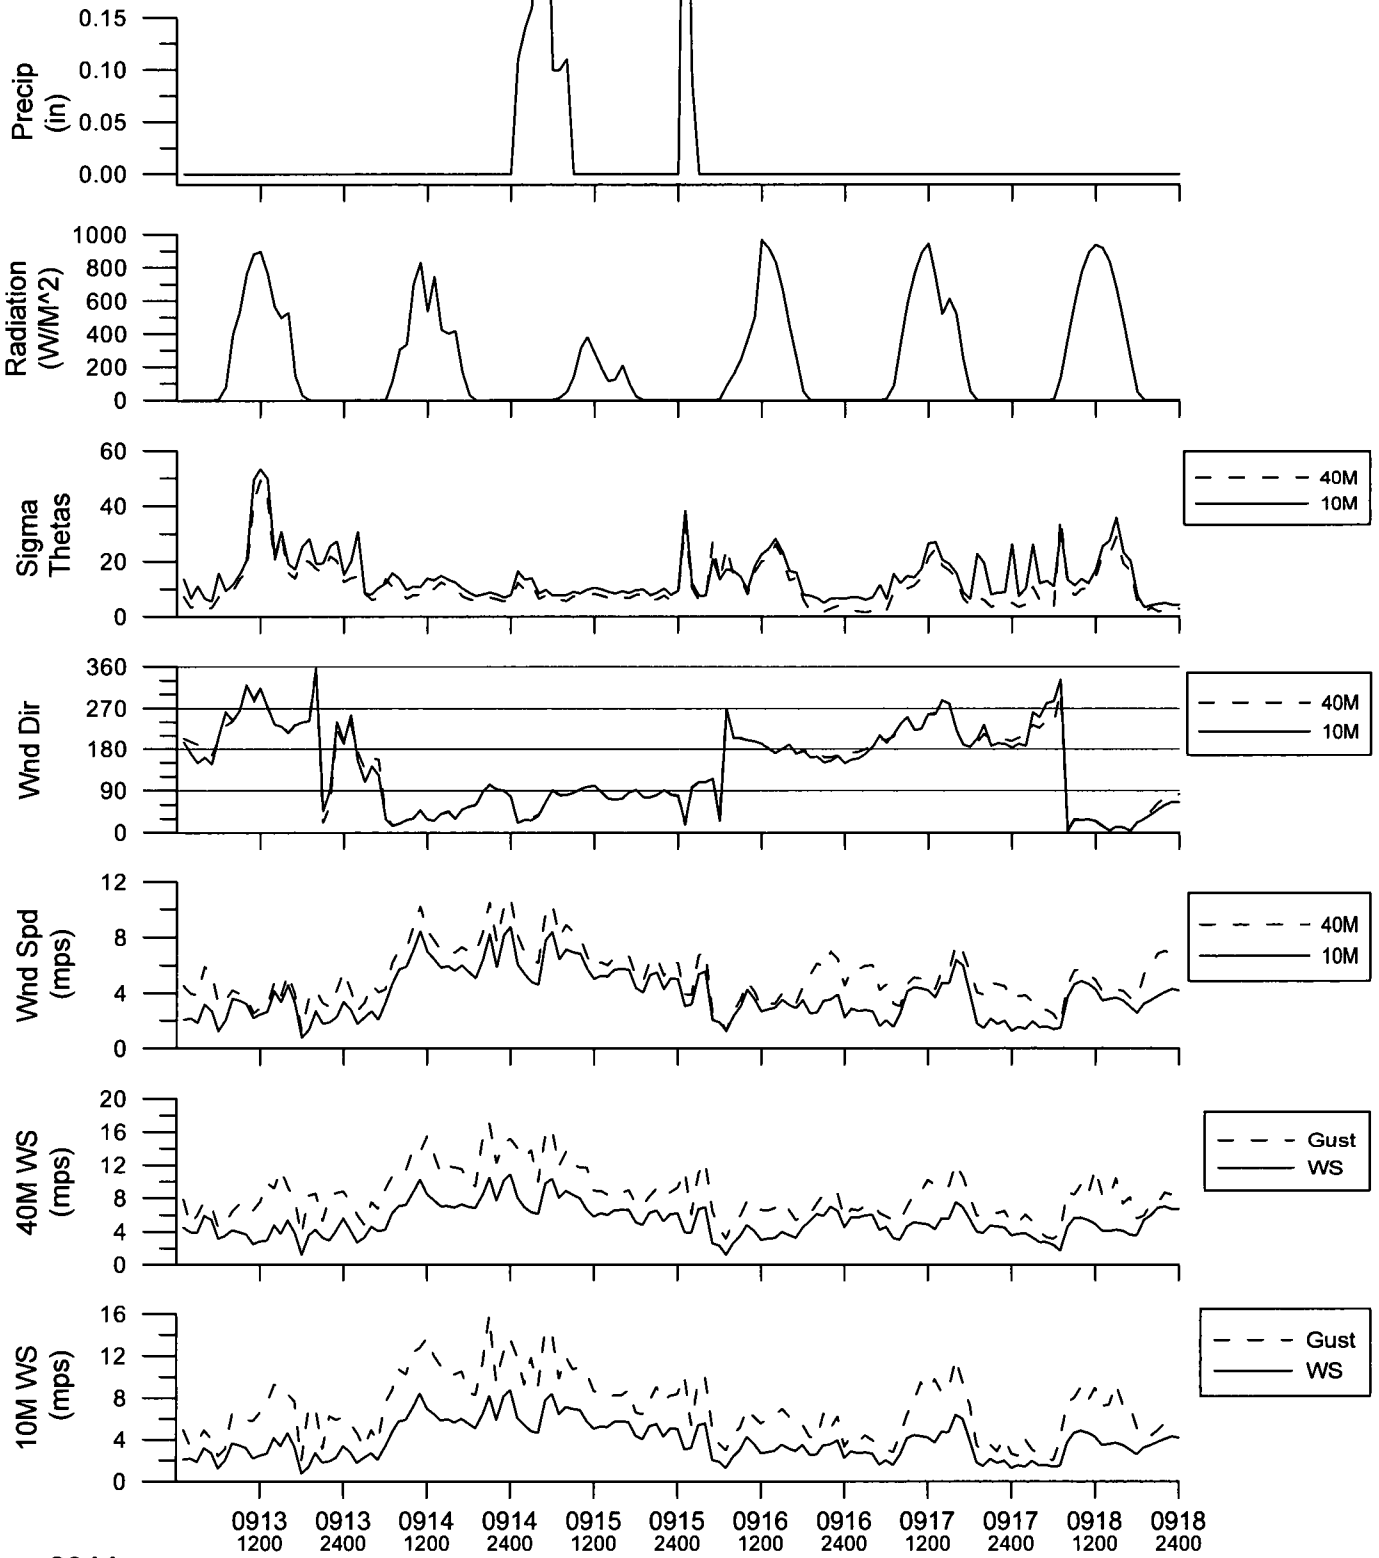 0.15
0.10
0.05
0.00
Precip
(in)
1000
800
600
400
200
0
Radiation
(W/M^2)
60
40
20
0
Sigma
Thetas
40M
10M
360
270
180
90
0
Wnd Dir
40M
10M
12
8
4
0
Wnd Spd
(mps)
40M
10M
20
16
12
8
4
0
40M WS
(mps)
Gust
WS
16
12
8
4
0
10M WS
(mps)
Gust
WS
0913 0913 0914 0914 0915 0915 0916 0916 0917 0917 0918 0918
1200 2400 1200 2400 1200 2400 1200 2400 1200 2400 1200 2400